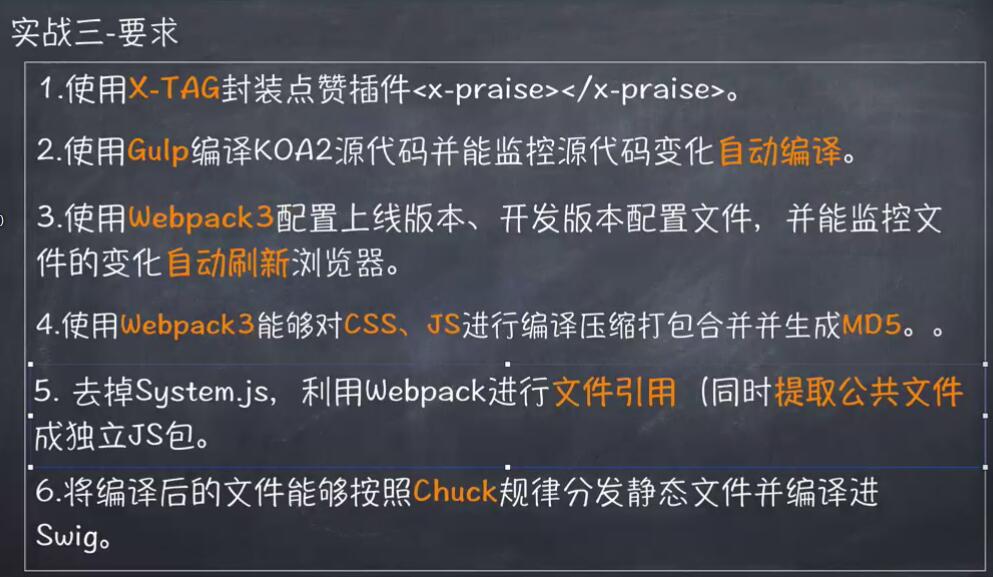 实战三-要求
1.使用X-TAG封装点赞插件<x-praise></x-praise>。
2.使用Gulp编译KOA2源代码并能监控源代码变化自动编译。
3.使用Webpack3配置上线版本、开发版本配置文件，并能监控文
件的变化自动刷新浏览器。
4.使用Webpack3能够对CSS、JS进行编译压缩打包合并并生成MD5。。
5. 去掉System.js，利用Webpack进行文件引用（同时提取公共文件
成独立JS包。
6.将编译后的文件能够按照Chuck规律分发静态文件并编译进
Swig。